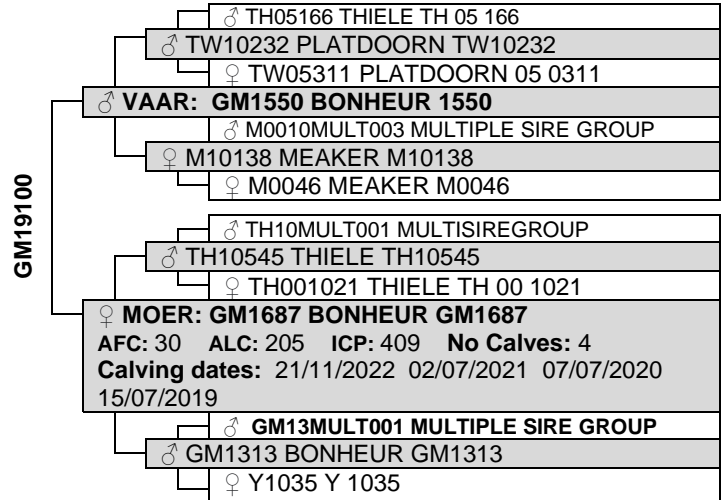 ♂ TH05166 THIELE TH 05 166
♂ TW10232 PLATDOORN TW10232
♀ TW05311 PLATDOORN 05 0311
♂ VAAR: GM1550 BONHEUR 1550
♂ M0010MULT003 MULTIPLE SIRE GROUP
♀ M10138 MEAKER M10138
♀ M0046 MEAKER M0046
GM19100
♂ TH10MULT001 MULTISIREGROUP
♂ TH10545 THIELE TH10545
♀ TH001021 THIELE TH 00 1021
♀ MOER: GM1687 BONHEUR GM1687
AFC: 30 ALC: 205 ICP: 409 No Calves: 4
Calving dates: 21/11/2022 02/07/2021 07/07/2020
15/07/2019
♂ GM13MULT001 MULTIPLE SIRE GROUP
♂ GM1313 BONHEUR GM1313
♀ Y1035 Y 1035